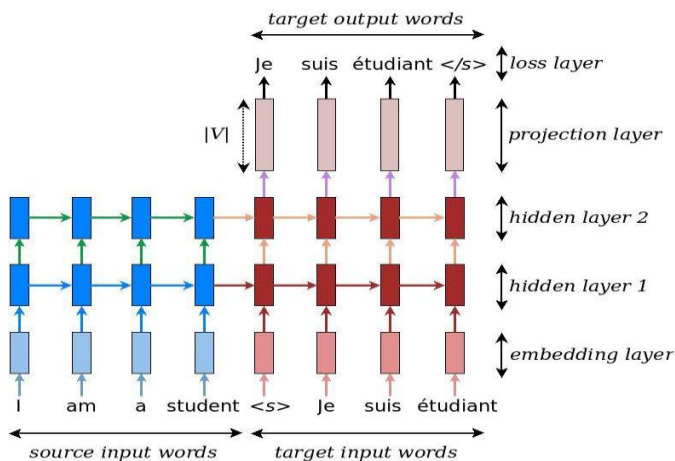 target output words
Je suis étudiant </s> loss layer
|V| projection layer
hidden layer 2
hidden layer 1
embedding layer
I am a student <s> Je suis étudiant
source input words target input words